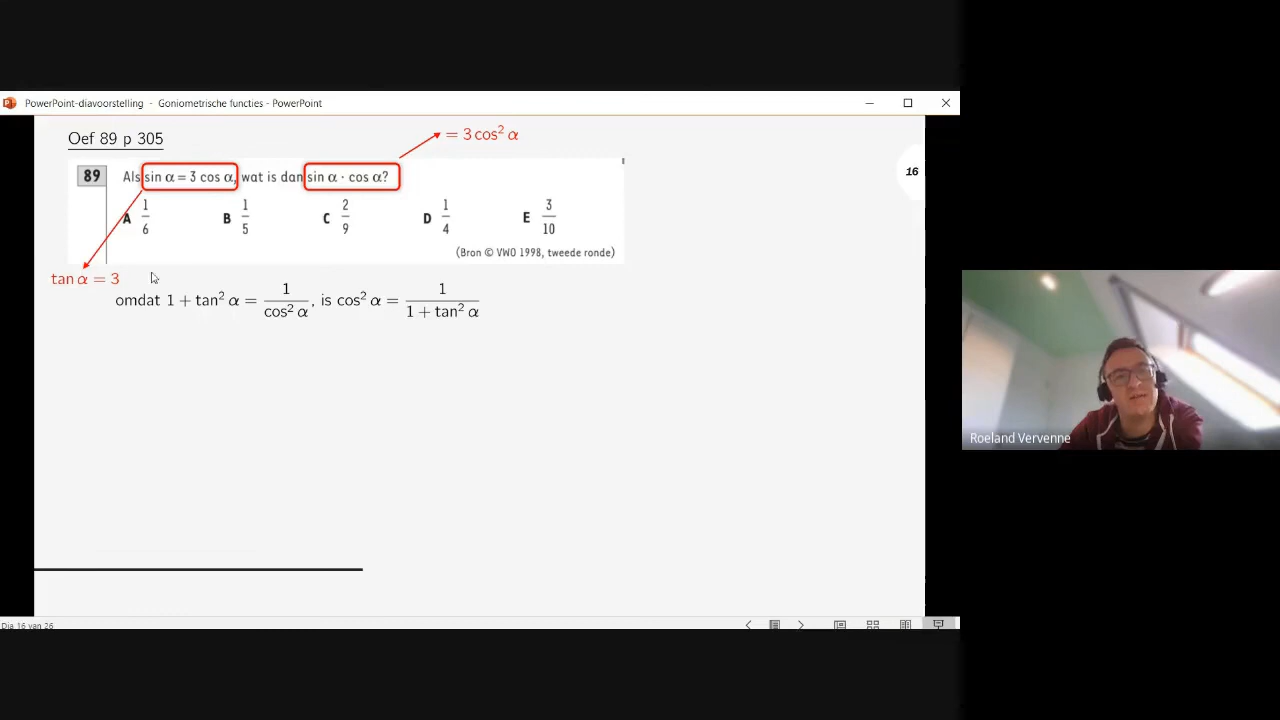 PowerPoint-diavoorstelling - Goniometrische functies - PowerPoint
Oef 89 p 305
= 3 cos² α
89 Als sin α = 3 cos α, wat is dan sin α · cos α?
16
A 1/6 B 1/5 C 2/9 D 1/4 E 3/10
(Bron © VWO 1998, tweede ronde)
tan α = 3
omdat 1 + tan² α = 1/cos² α, is cos² α = 1/(1 + tan² α)
Roeland Vervenne
Dia 16 van 26